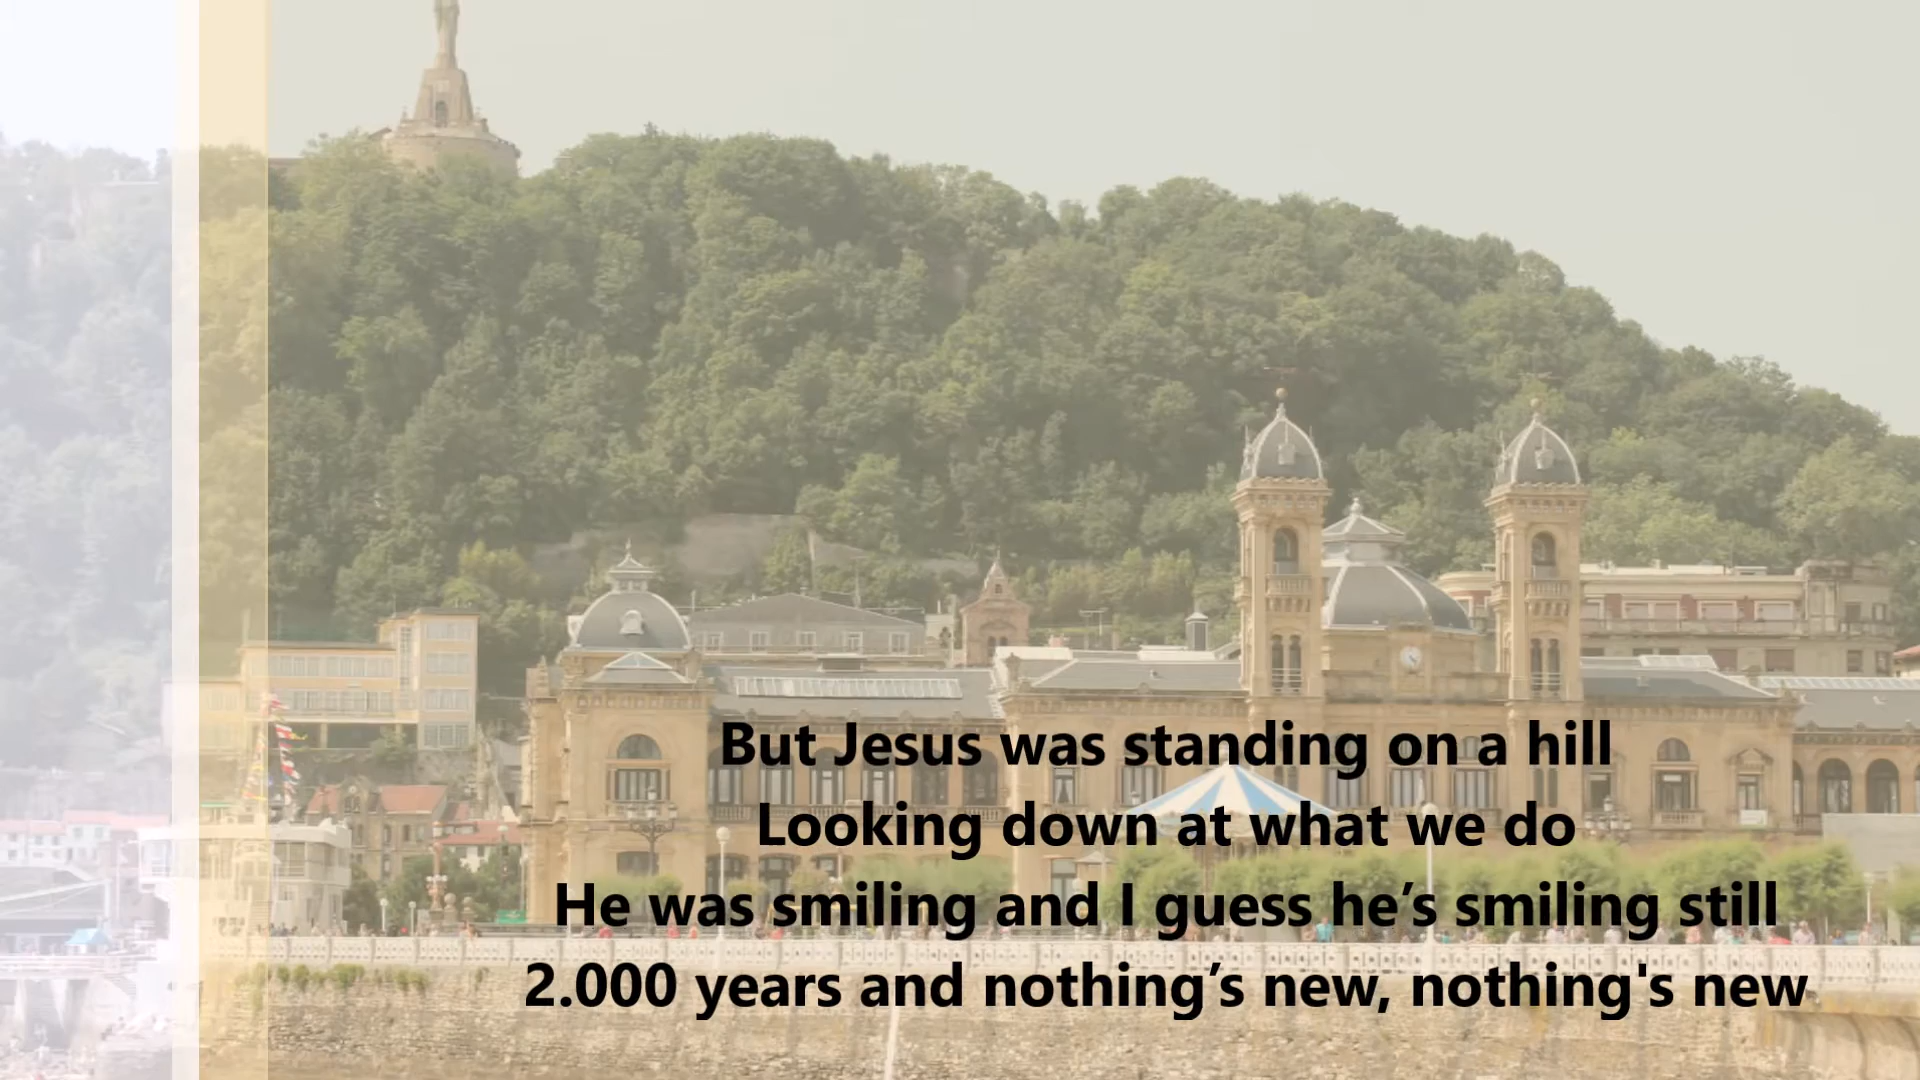 But Jesus was standing on a hill
Looking down at what we do
He was smiling and I guess he’s smiling still
2.000 years and nothing’s new, nothing's new